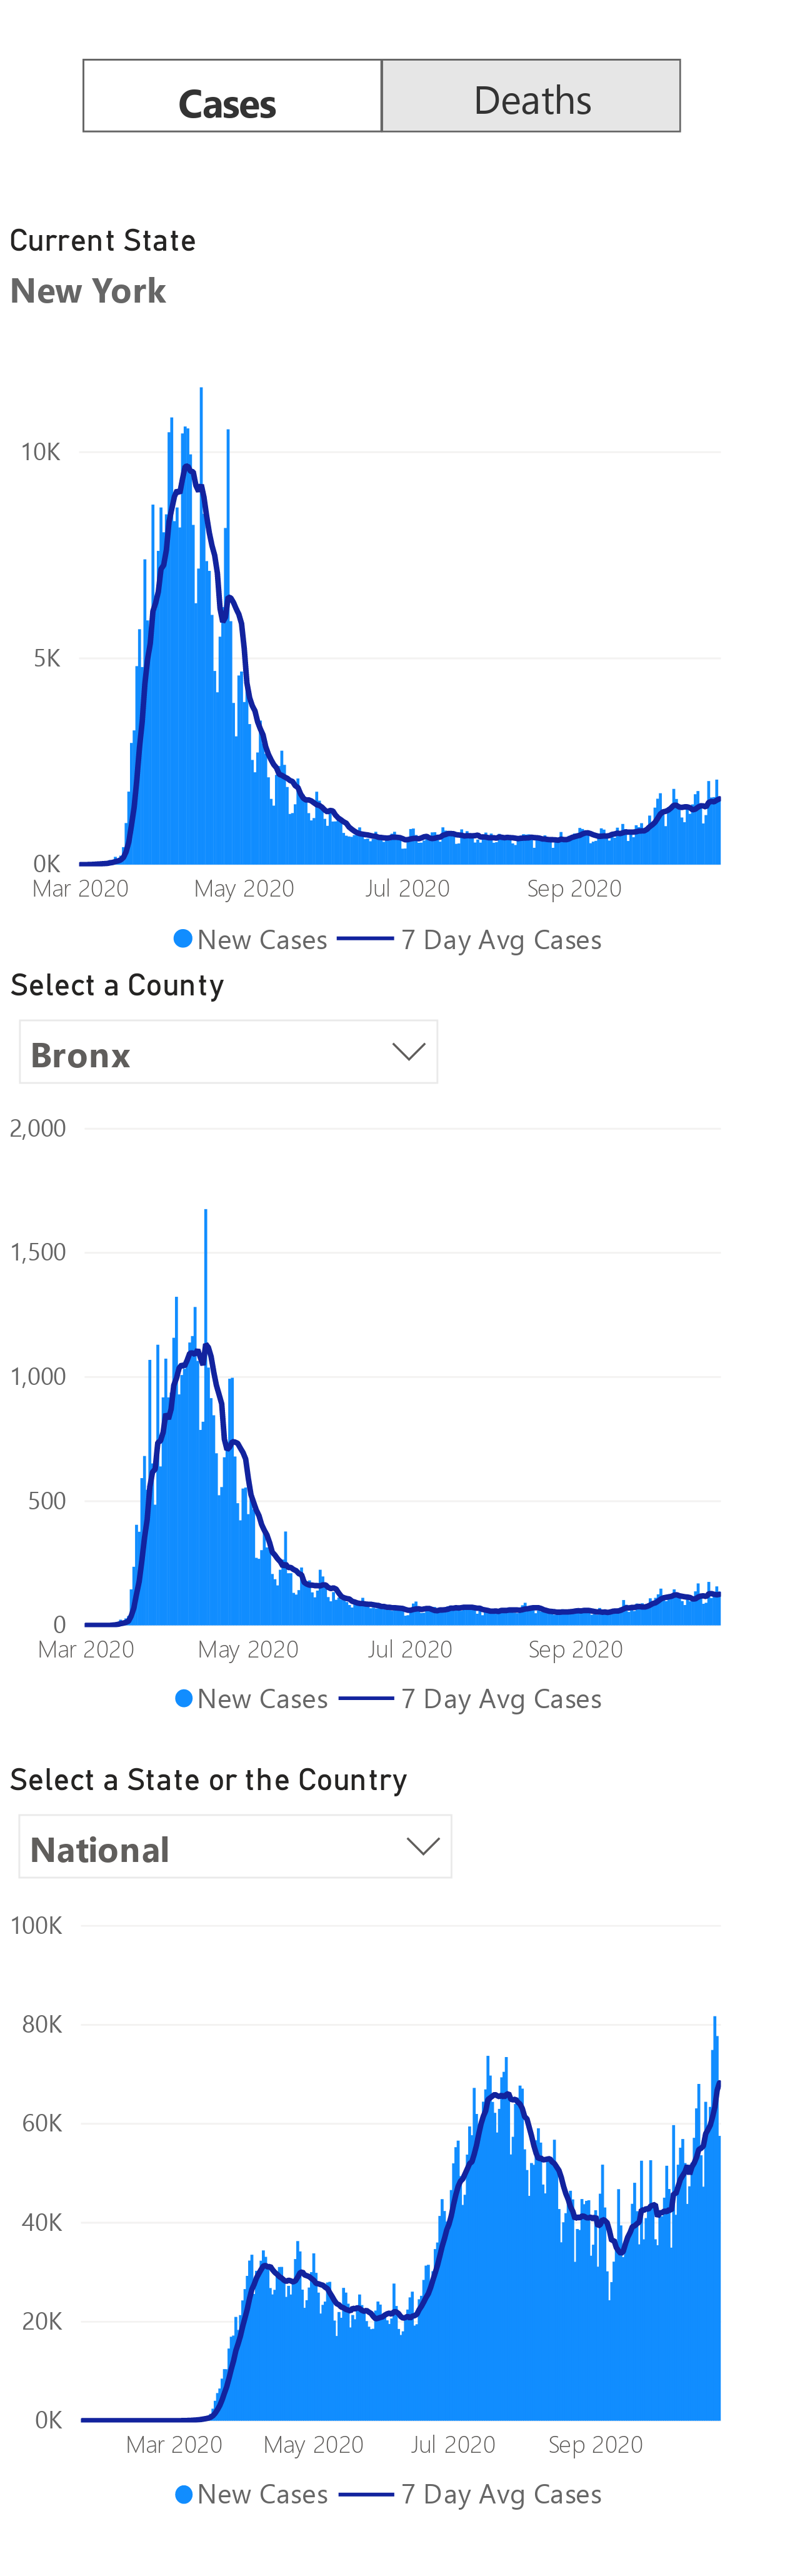 Cases Deaths
Current State
New York
10K
5K
0K
Mar 2020 May 2020 Jul 2020 Sep 2020
New Cases 7 Day Avg Cases
Select a County
Bronx
2,000
1,500
1,000
500
0
Mar 2020 May 2020 Jul 2020 Sep 2020
New Cases 7 Day Avg Cases
Select a State or the Country
National
100K
80K
60K
40K
20K
0K
Mar 2020 May 2020 Jul 2020 Sep 2020
New Cases 7 Day Avg Cases